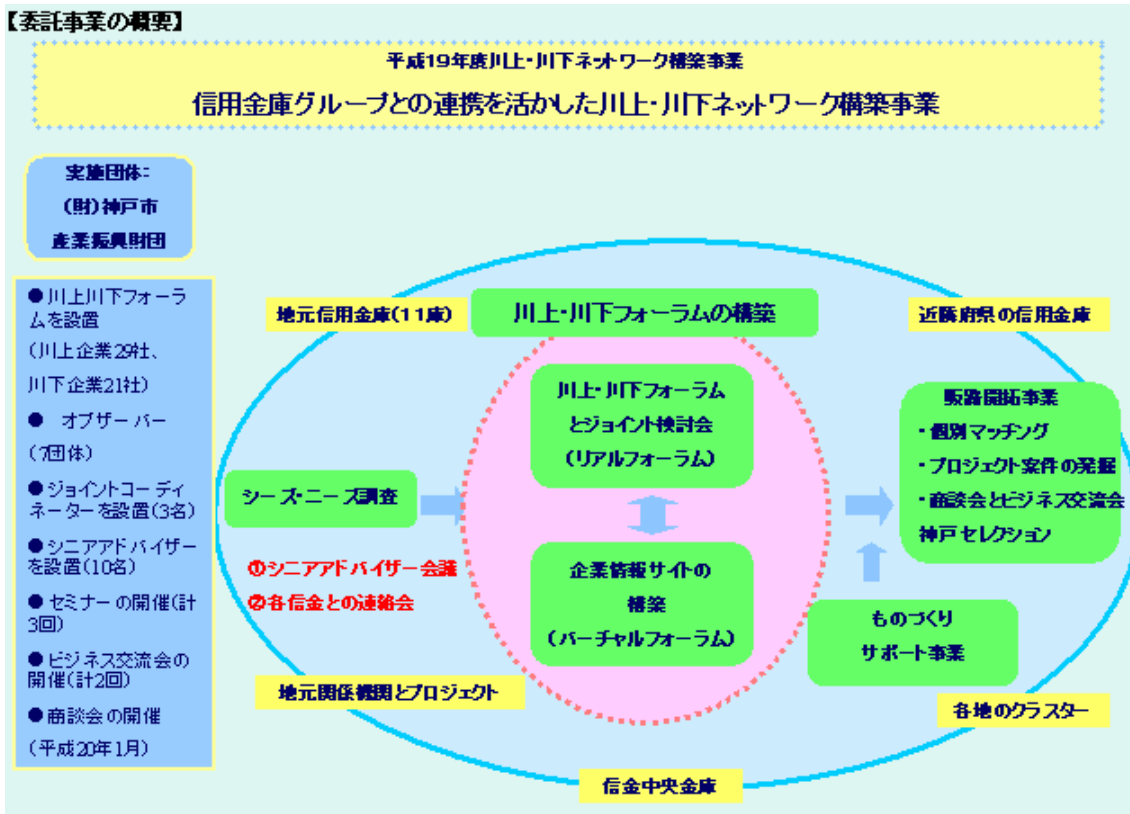 【委託事業の概要】
平成19年度川上・川下ネットワーク構築事業
信用金庫グループとの連携を活かした川上・川下ネットワーク構築事業
実施団体:
(財)神戸市
産業振興財団
●川上川下フォーラ
ムを設置
(川上企業29社、
川下企業21社)
● オブザーバー
(7団体)
●ジョイントコーディ
ネーターを設置(3名)
●シニアアドバイザー
を設置(10名)
●セミナーの開催(計
3回)
●ビジネス交流会の
開催(計2回)
●商談会の開催
(平成20年1月)
地元信用金庫(11庫)
川上・川下フォーラムの構築
近隣府県の信用金庫
川上・川下フォーラム
とジョイント検討会
(リアルフォーラム)
シーズ・ニーズ調査
①シニアアドバイザー会議
②各信金との連絡会
企業情報サイトの
構築
(バーチャルフォーラム)
販路開拓事業
・個別マッチング
・プロジェクト案件の発掘
・商談会とビジネス交流会
神戸セレクション
ものづくり
サポート事業
地元関係機関とプロジェクト
各地のクラスター
信金中央金庫